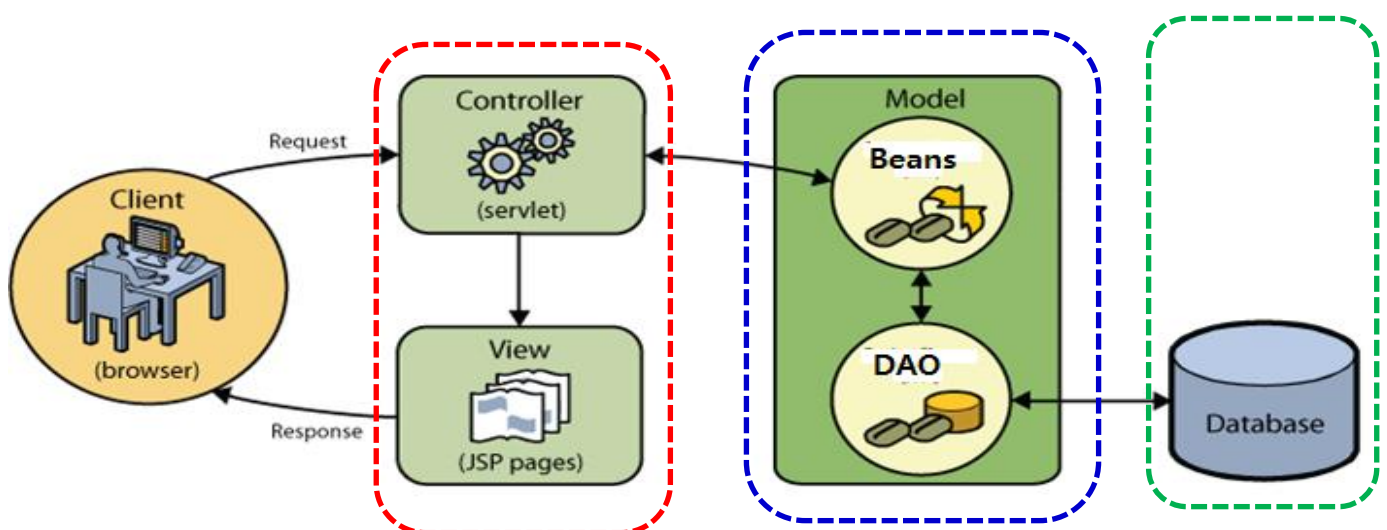 Client
(browser)
Request
Response
Controller
(servlet)
View
(JSP pages)
Model
Beans
DAO
Database